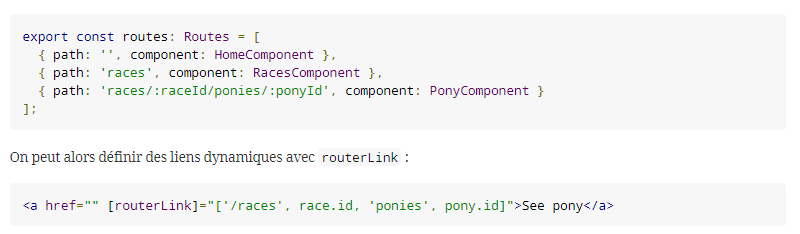 export const routes: Routes = [
  { path: '', component: HomeComponent },
  { path: 'races', component: RacesComponent },
  { path: 'races/:raceId/ponies/:ponyId', component: PonyComponent }
];
On peut alors définir des liens dynamiques avec routerLink :
<a href="" [routerLink]="['/races', race.id, 'ponies', pony.id]">See pony</a>